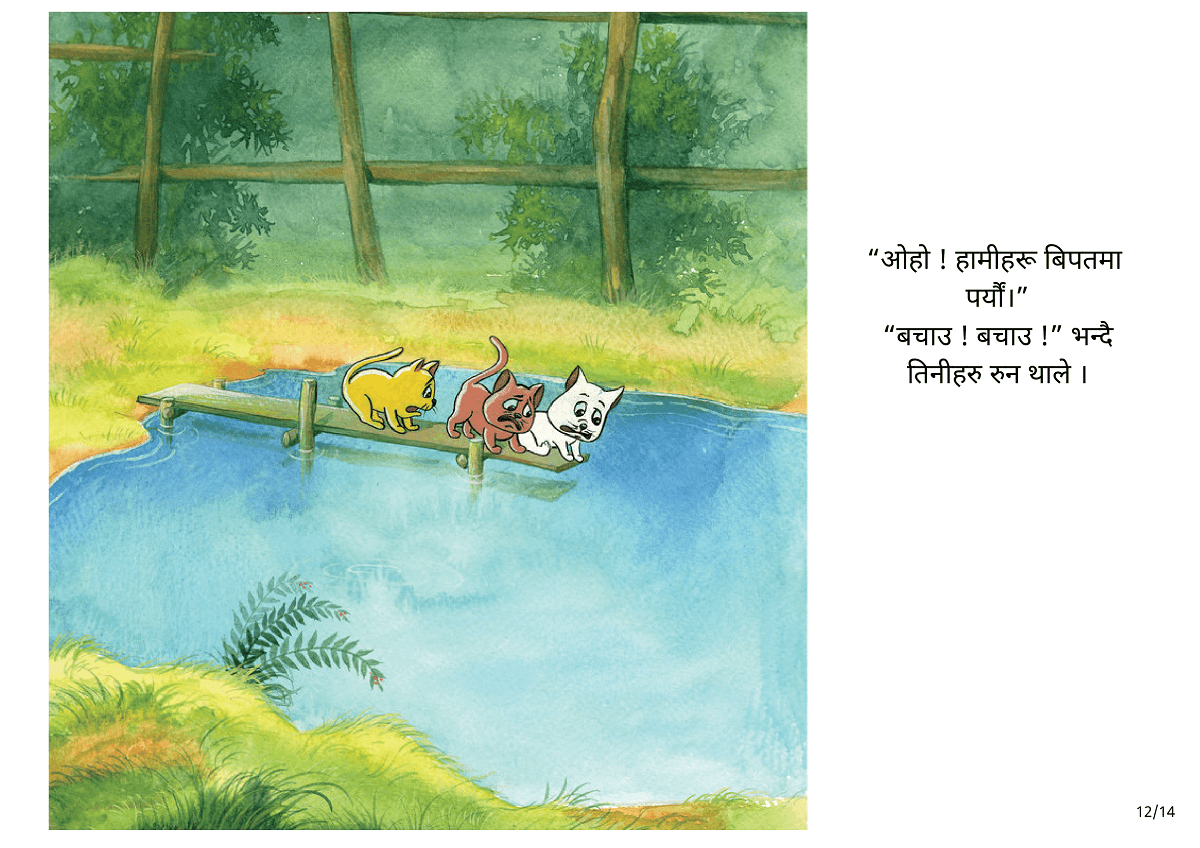 “ओहो ! हामीहरू बिपतमा
पर्यौं।”
“बचाउ ! बचाउ !” भन्दै
तिनीहरु रुन थाले ।
12/14